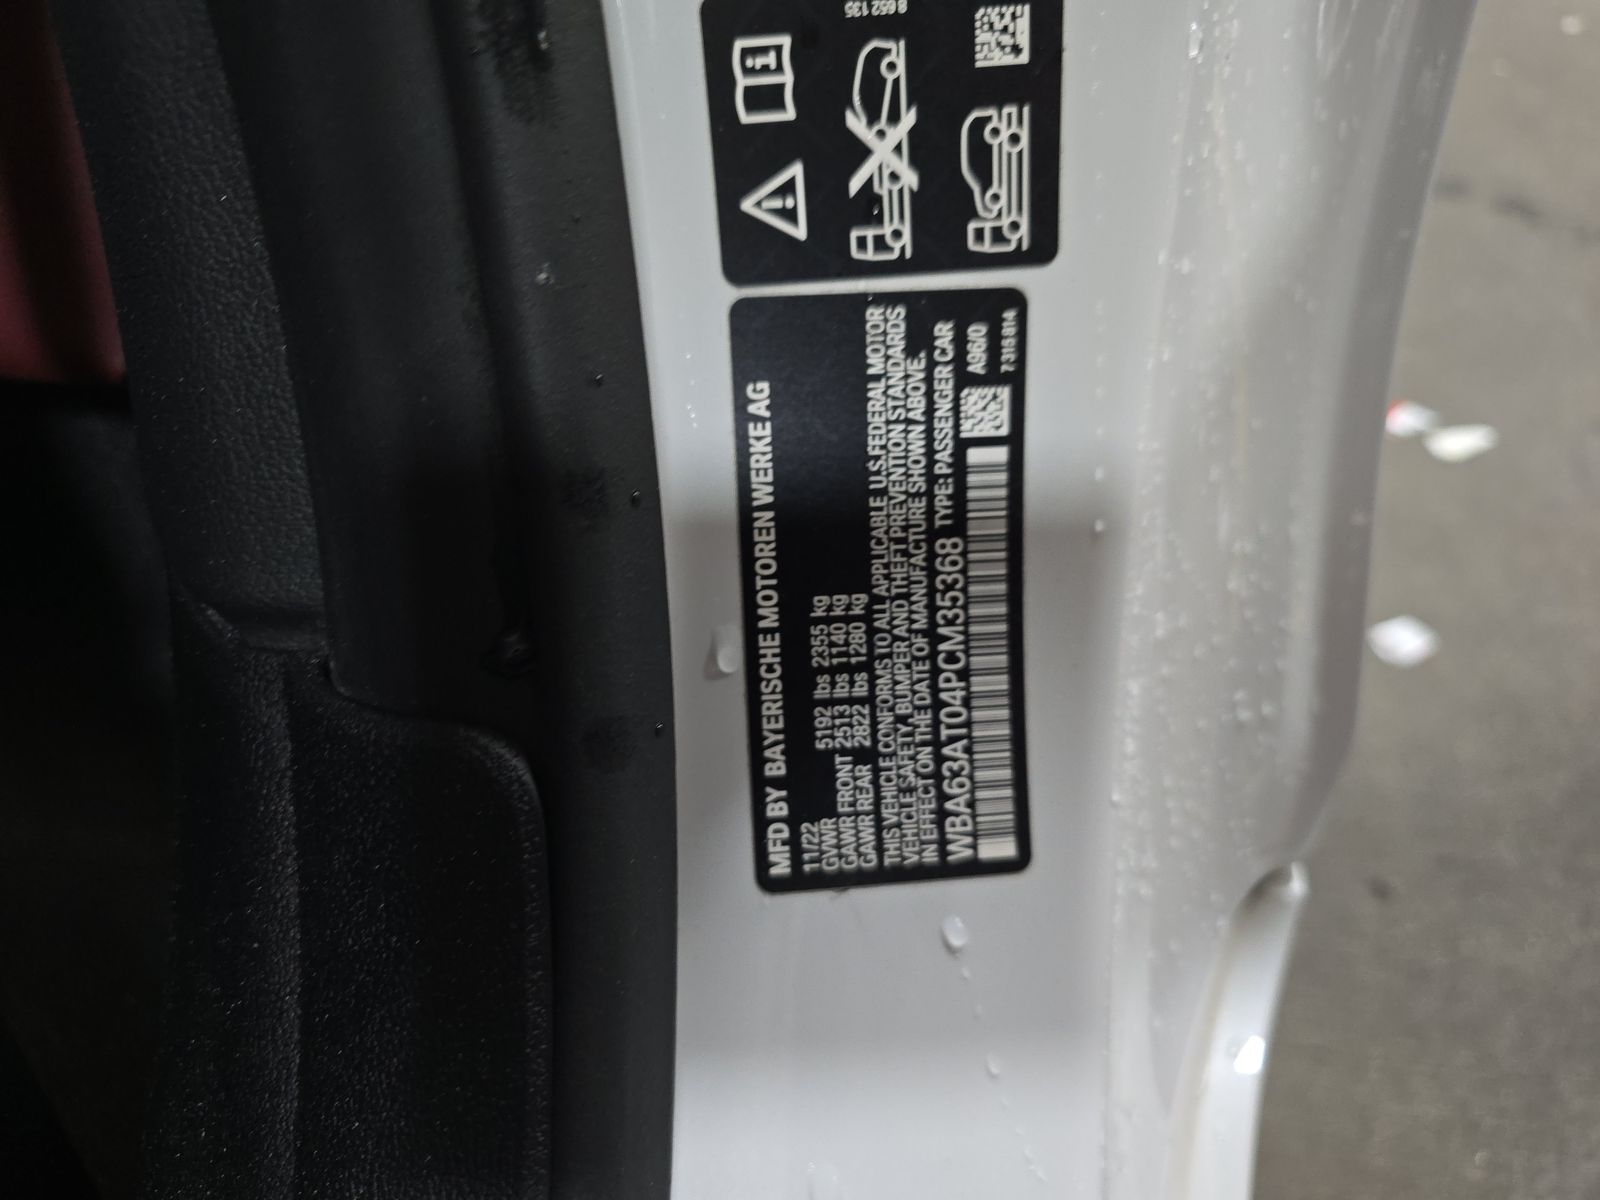 8 652 135
MFD BY BAYERISCHE MOTOREN WERKE AG
11/22
GVWR 5192 lbs 2355 kg
GAWR FRONT 2513 lbs 1140 kg
GAWR REAR 2822 lbs 1280 kg
THIS VEHICLE CONFORMS TO ALL APPLICABLE U.S.FEDERAL MOTOR
VEHICLE SAFETY, BUMPER AND THEFT PREVENTION STANDARDS
IN EFFECT ON THE DATE OF MANUFACTURE SHOWN ABOVE.
WBA63AT04PCM35368 TYPE: PASSENGER CAR
A96/0
7 316 814